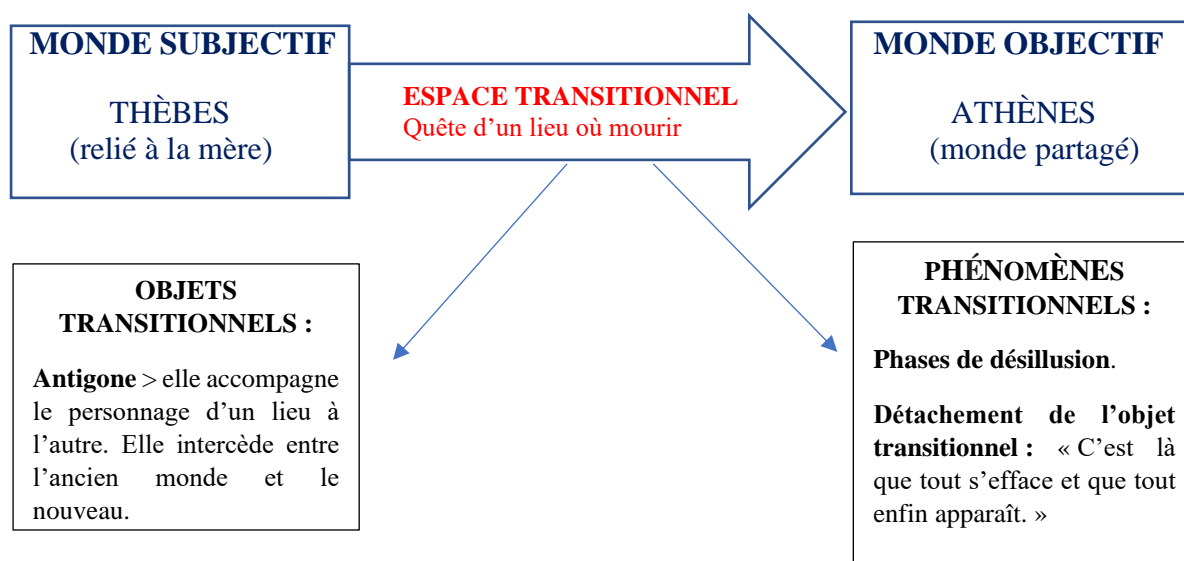 MONDE SUBJECTIF
THÈBES
(relié à la mère)
ESPACE TRANSITIONNEL
Quête d’un lieu où mourir
MONDE OBJECTIF
ATHÈNES
(monde partagé)
OBJETS
TRANSITIONNELS :
Antigone > elle accompagne
le personnage d’un lieu à
l’autre. Elle intercède entre
l’ancien monde et le
nouveau.
PHÉNOMÈNES
TRANSITIONNELS :
Phases de désillusion.
Détachement de l’objet
transitionnel : « C’est là
que tout s’efface et que tout
enfin apparaît. »